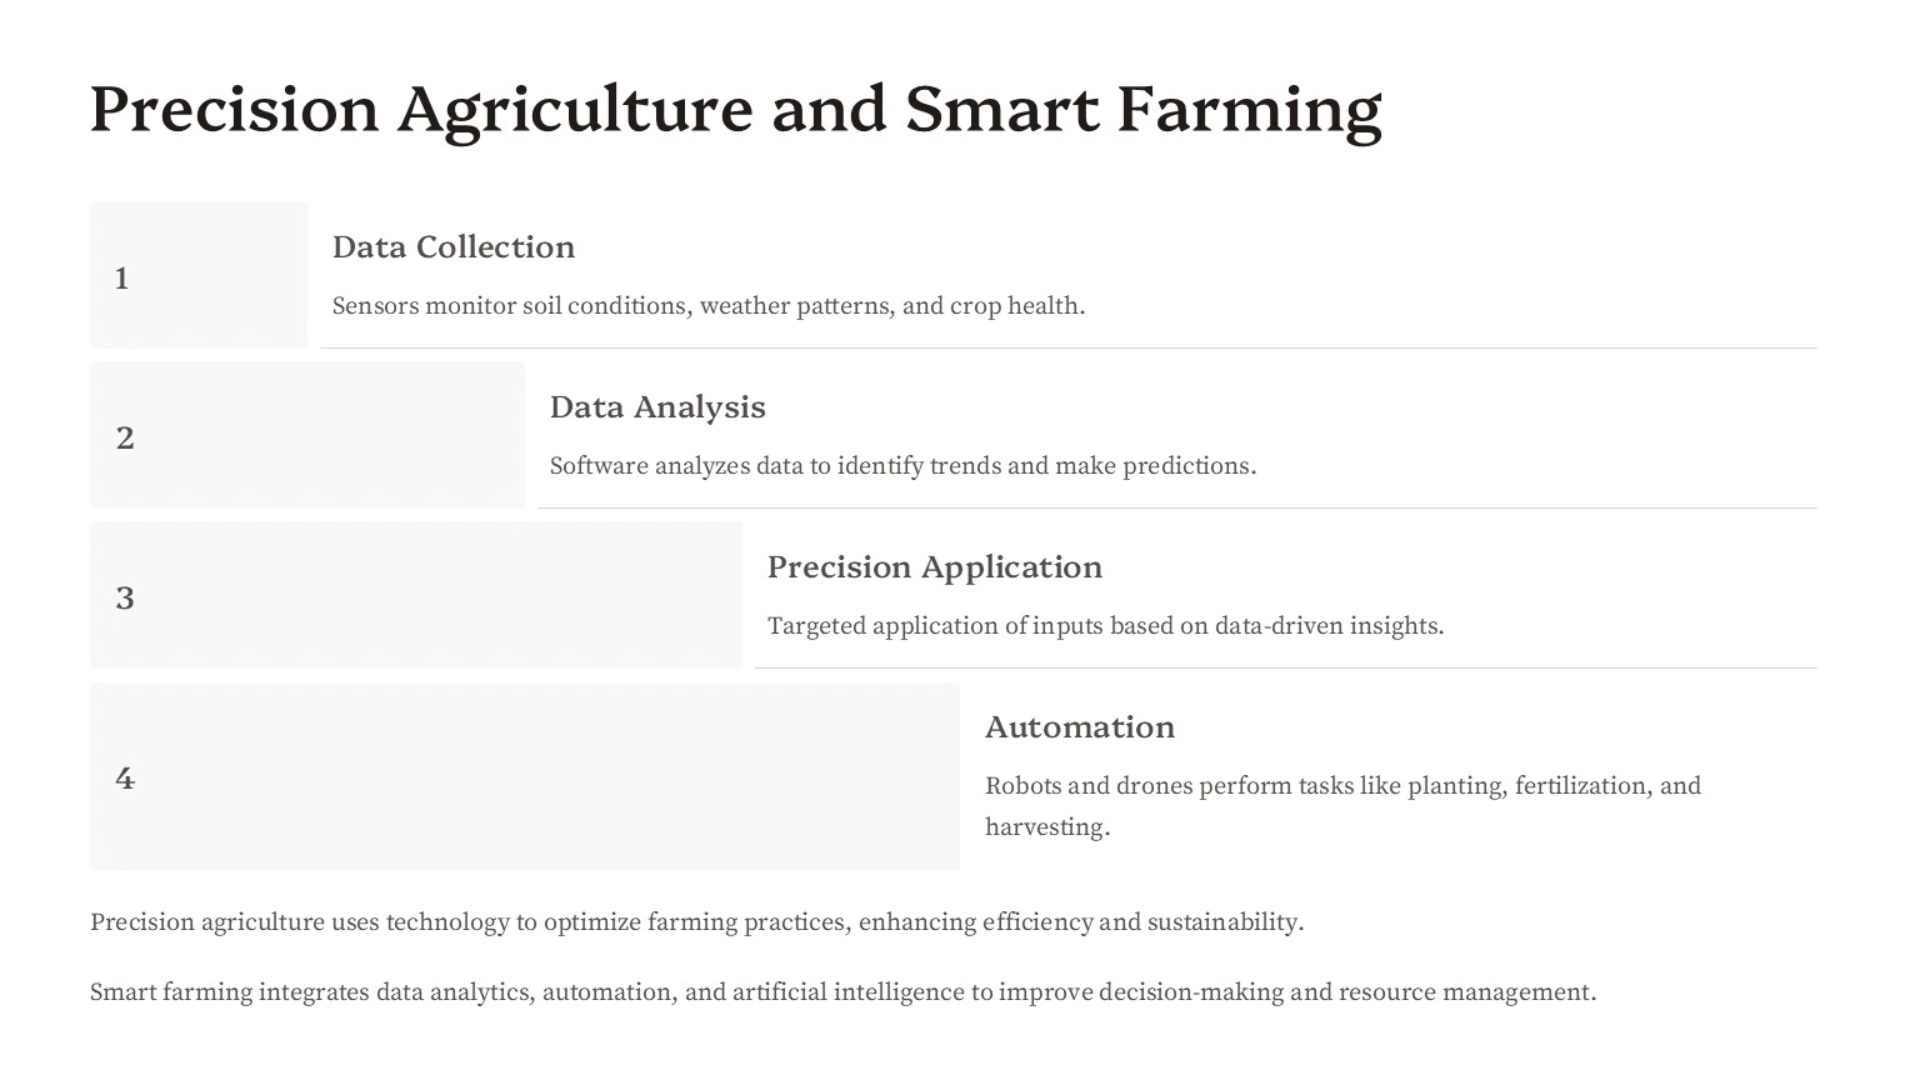 Precision Agriculture and Smart Farming
1
Data Collection
Sensors monitor soil conditions, weather patterns, and crop health.
2
Data Analysis
Software analyzes data to identify trends and make predictions.
3
Precision Application
Targeted application of inputs based on data-driven insights.
4
Automation
Robots and drones perform tasks like planting, fertilization, and
harvesting.
Precision agriculture uses technology to optimize farming practices, enhancing efficiency and sustainability.
Smart farming integrates data analytics, automation, and artificial intelligence to improve decision-making and resource management.